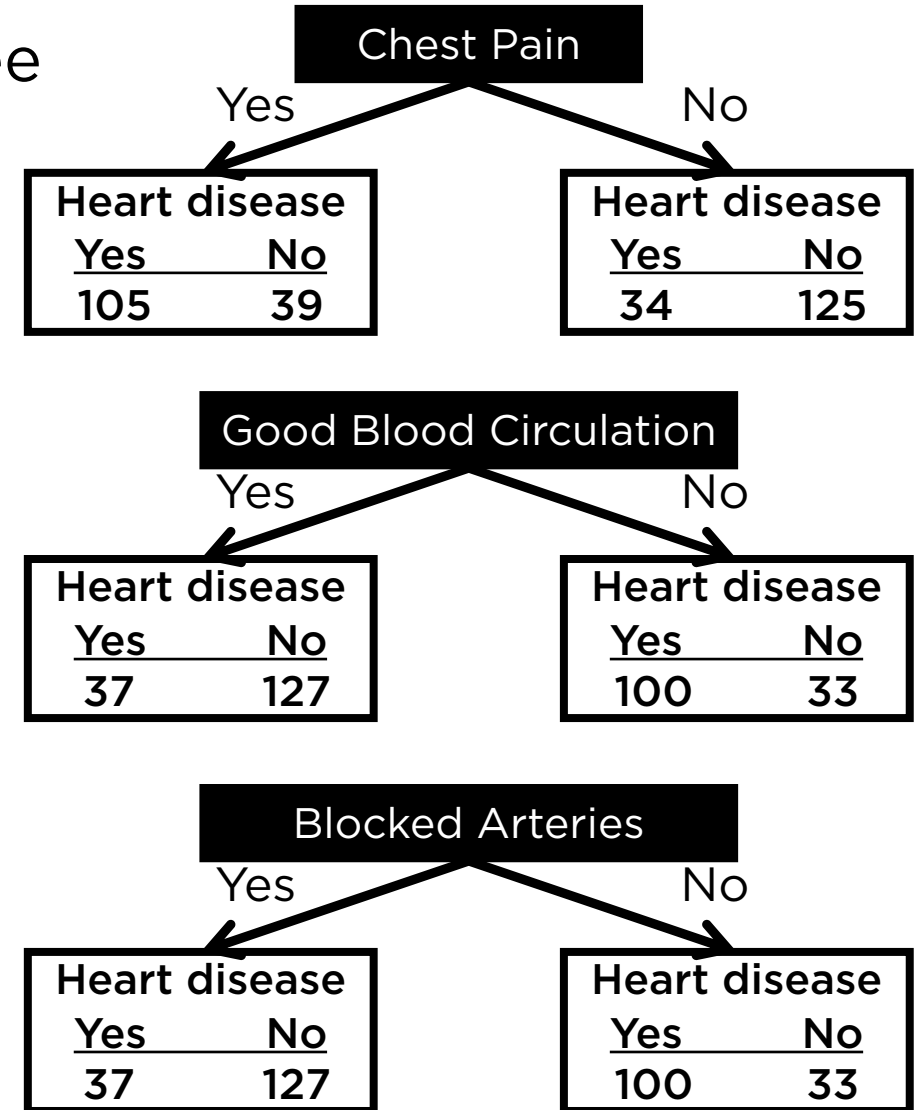 ee
Chest Pain
Yes No
Heart disease Heart disease
Yes No Yes No
105 39 34 125
Good Blood Circulation
Yes No
Heart disease Heart disease
Yes No Yes No
37 127 100 33
Blocked Arteries
Yes No
Heart disease Heart disease
Yes No Yes No
37 127 100 33